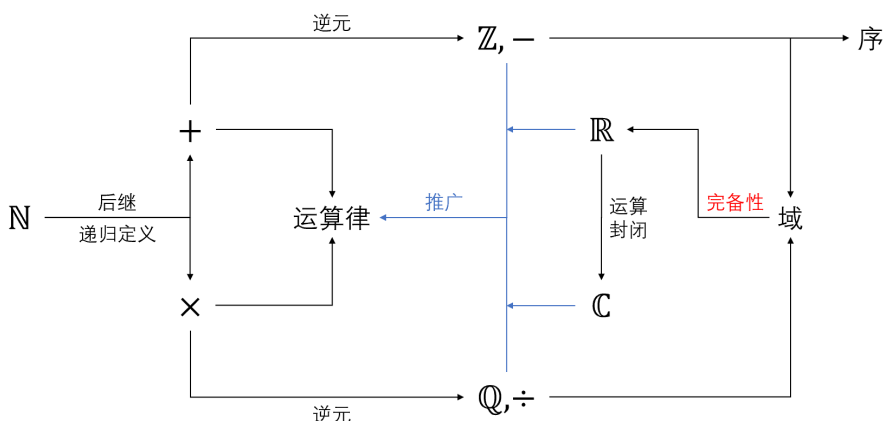 逆元
ℤ, −
序
+
ℝ
ℕ
后继
递归定义
运算律
推广
运算
封闭
完备性
域
×
ℂ
逆元
ℚ, ÷